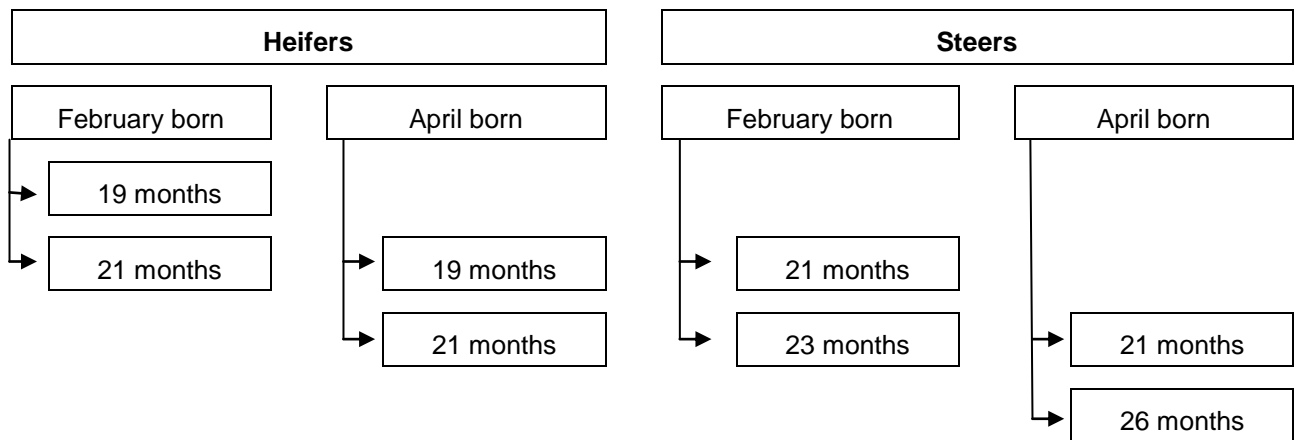 Heifers
Steers
February born
April born
February born
April born
19 months
21 months
19 months
21 months
21 months
23 months
21 months
26 months